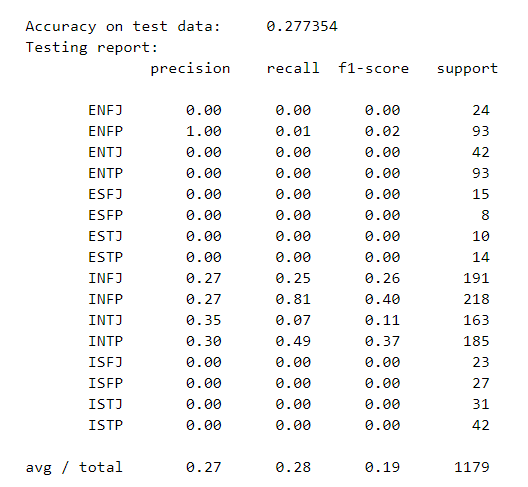 Accuracy on test data: 0.277354
Testing report:
precision recall f1-score support
ENFJ 0.00 0.00 0.00 24
ENFP 1.00 0.01 0.02 93
ENTJ 0.00 0.00 0.00 42
ENTP 0.00 0.00 0.00 93
ESFJ 0.00 0.00 0.00 15
ESFP 0.00 0.00 0.00 8
ESTJ 0.00 0.00 0.00 10
ESTP 0.00 0.00 0.00 14
INFJ 0.27 0.25 0.26 191
INFP 0.27 0.81 0.40 218
INTJ 0.35 0.07 0.11 163
INTP 0.30 0.49 0.37 185
ISFJ 0.00 0.00 0.00 23
ISFP 0.00 0.00 0.00 27
ISTJ 0.00 0.00 0.00 31
ISTP 0.00 0.00 0.00 42
avg / total 0.27 0.28 0.19 1179